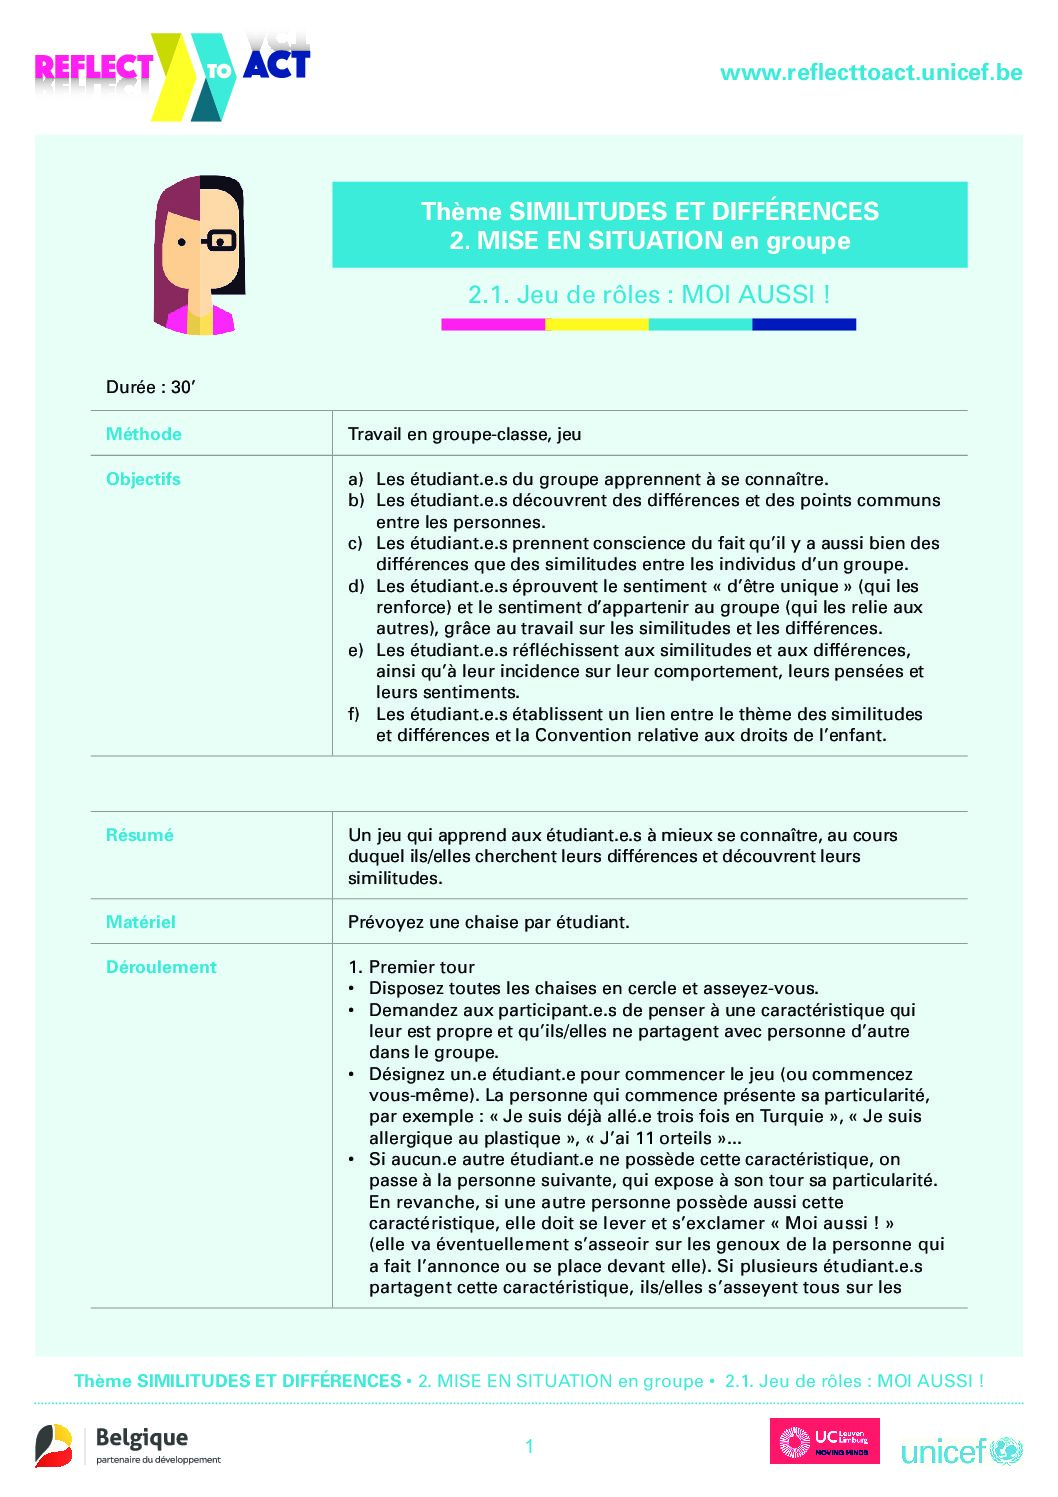 REFLECT TO ACT
www.reflecttoact.unicef.be
Thème SIMILITUDES ET DIFFÉRENCES
2. MISE EN SITUATION en groupe
2.1. Jeu de rôles : MOI AUSSI !
Durée : 30’
Méthode
Travail en groupe-classe, jeu
Objectifs
a) Les étudiant.e.s du groupe apprennent à se connaître.
b) Les étudiant.e.s découvrent des différences et des points communs
entre les personnes.
c) Les étudiant.e.s prennent conscience du fait qu’il y a aussi bien des
différences que des similitudes entre les individus d’un groupe.
d) Les étudiant.e.s éprouvent le sentiment « d’être unique » (qui les
renforce) et le sentiment d’appartenir au groupe (qui les relie aux
autres), grâce au travail sur les similitudes et les différences.
e) Les étudiant.e.s réfléchissent aux similitudes et aux différences,
ainsi qu’à leur incidence sur leur comportement, leurs pensées et
leurs sentiments.
f) Les étudiant.e.s établissent un lien entre le thème des similitudes
et différences et la Convention relative aux droits de l’enfant.
Résumé
Un jeu qui apprend aux étudiant.e.s à mieux se connaître, au cours
duquel ils/elles cherchent leurs différences et découvrent leurs
similitudes.
Matériel
Prévoyez une chaise par étudiant.
Déroulement
1. Premier tour
• Disposez toutes les chaises en cercle et asseyez-vous.
• Demandez aux participant.e.s de penser à une caractéristique qui
leur est propre et qu’ils/elles ne partagent avec personne d’autre
dans le groupe.
• Désignez un.e étudiant.e pour commencer le jeu (ou commencez
vous-même). La personne qui commence présente sa particularité,
par exemple : « Je suis déjà allé.e trois fois en Turquie », « Je suis
allergique au plastique », « J’ai 11 orteils »...
• Si aucun.e autre étudiant.e ne possède cette caractéristique, on
passe à la personne suivante, qui expose à son tour sa particularité.
En revanche, si une autre personne possède aussi cette
caractéristique, elle doit se lever et s’exclamer « Moi aussi ! »
(elle va éventuellement s’asseoir sur les genoux de la personne qui
a fait l’annonce ou se place devant elle). Si plusieurs étudiant.e.s
partagent cette caractéristique, ils/elles s’asseyent tous sur les
Thème SIMILITUDES ET DIFFÉRENCES • 2. MISE EN SITUATION en groupe • 2.1. Jeu de rôles : MOI AUSSI !
Belgique
partenaire du développement
1
UC Leuven
Limburg
MOVING MINDS
unicef